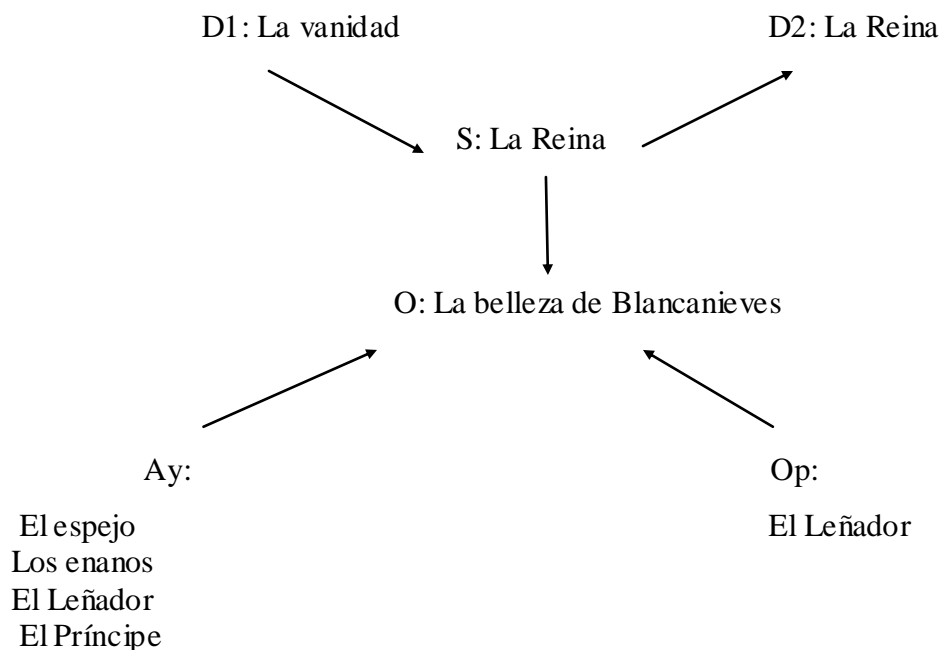 D1: La vanidad
D2: La Reina
S: La Reina
O: La belleza de Blancanieves
Ay:
Op:
El espejo
Los enanos
El Leñador
El Príncipe
El Leñador